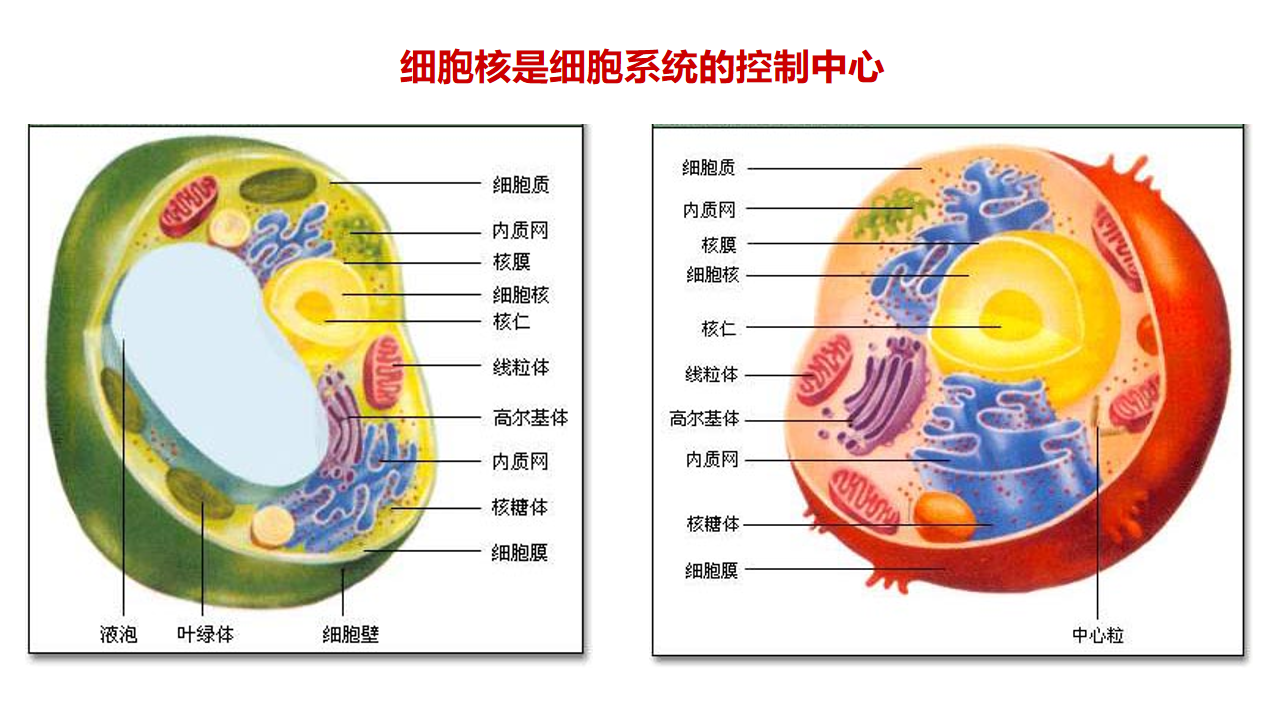 细胞核是细胞系统的控制中心
细胞质
内质网
核膜
细胞核
核仁
线粒体
高尔基体
内质网
核糖体
细胞膜
液泡
叶绿体
细胞壁
细胞质
内质网
核膜
细胞核
核仁
线粒体
高尔基体
内质网
核糖体
细胞膜
中心粒